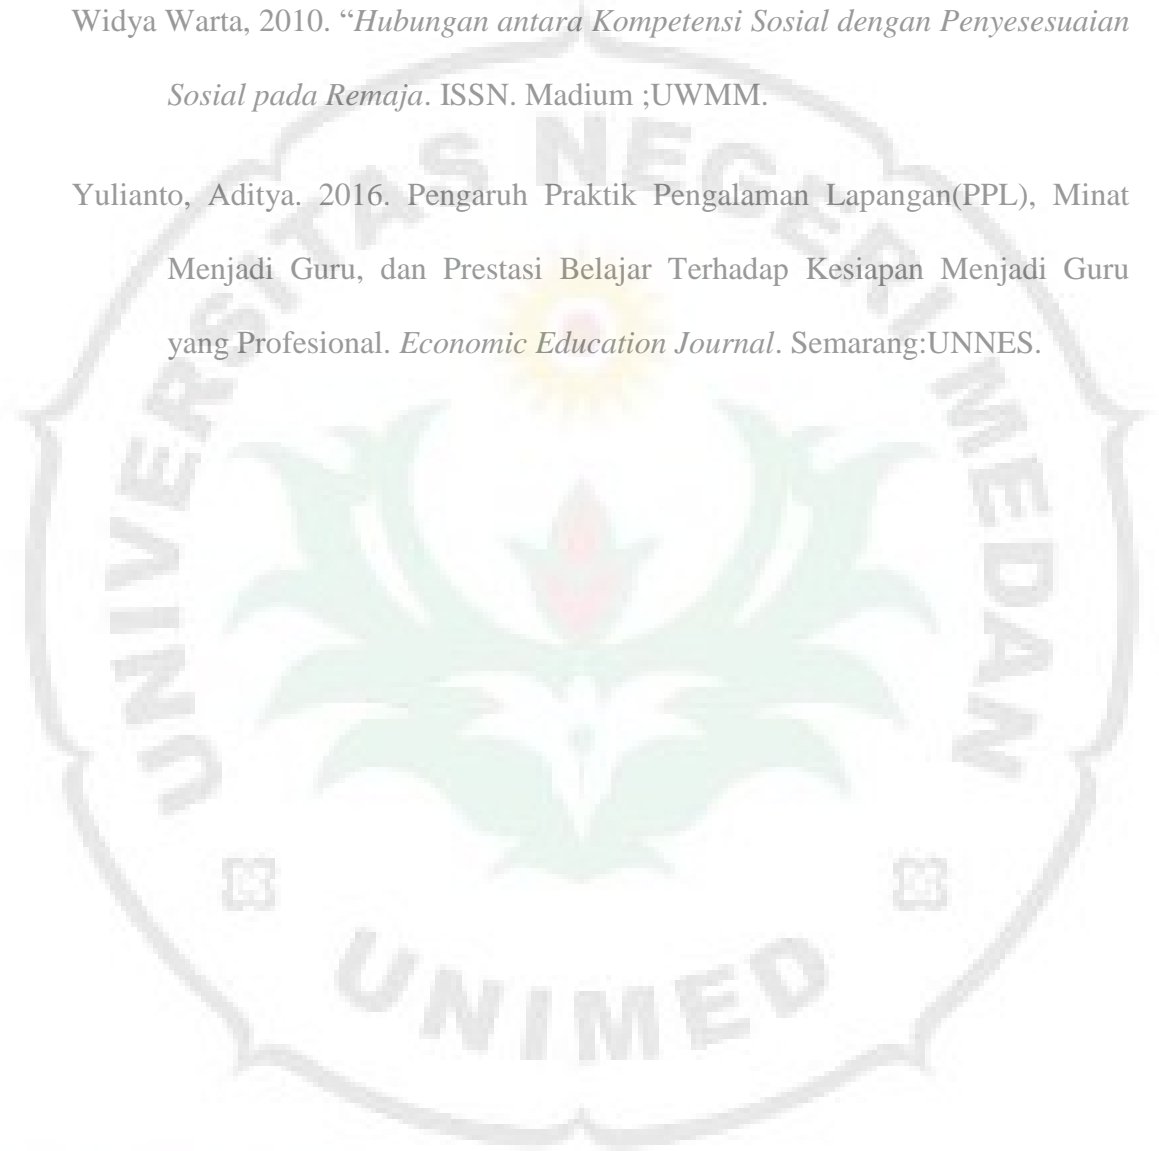 Widya Warta, 2010. “Hubungan antara Kompetensi Sosial dengan Penyesesuaian
Sosial pada Remaja. ISSN. Madium ;UWMM.
Yulianto, Aditya. 2016. Pengaruh Praktik Pengalaman Lapangan(PPL), Minat
Menjadi Guru, dan Prestasi Belajar Terhadap Kesiapan Menjadi Guru
yang Profesional. Economic Education Journal. Semarang:UNNES.
UNIVERSITAS NEGERI MEDAN
UNIMED